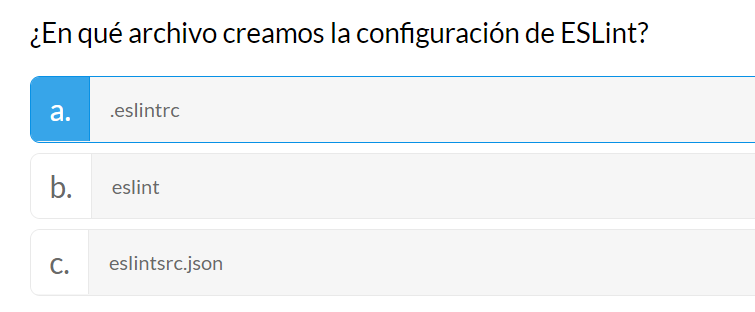 ¿En qué archivo creamos la configuración de ESLint?
a. .eslintrc
b. eslint
c. eslintsrc.json